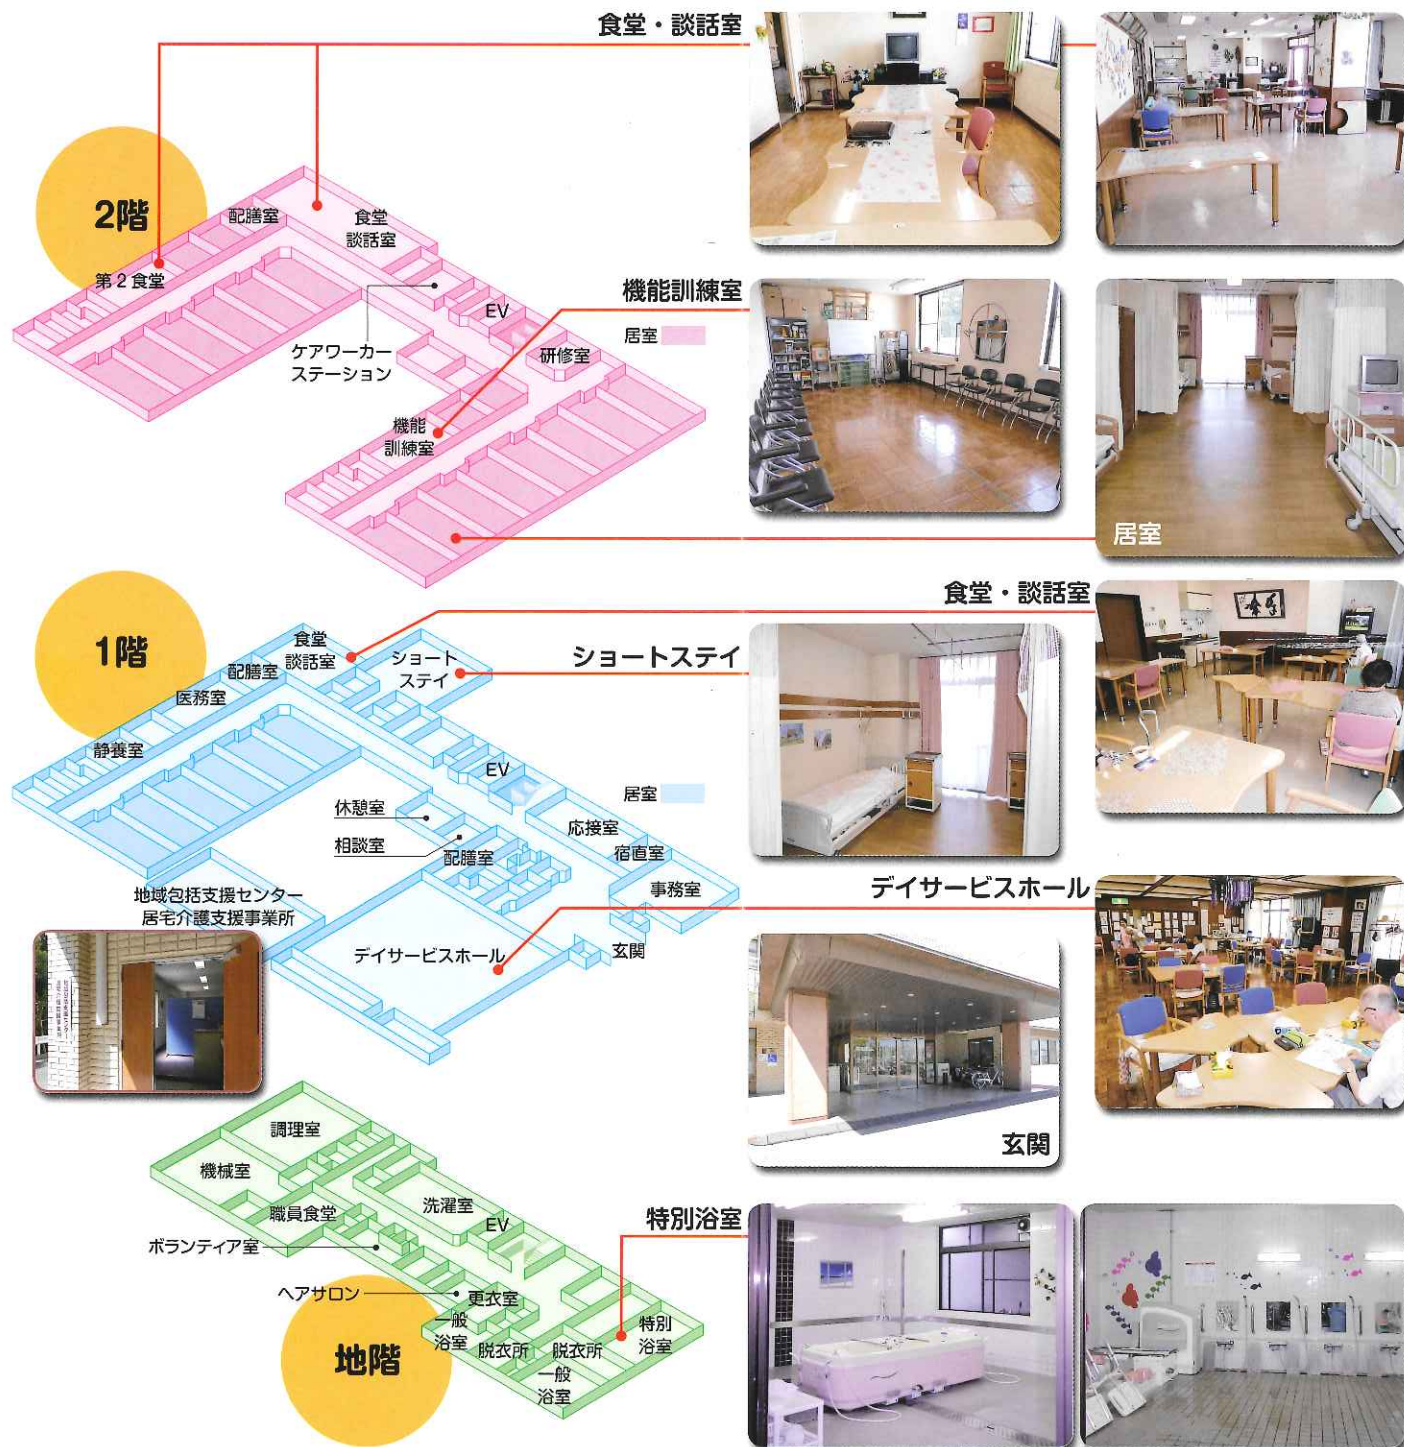 食堂・談話室
2階
配膳室
食堂
談話室
第2食堂
EV
ケアワーカー
ステーション
研修室
機能
訓練室
機能訓練室
居室
居室
食堂・談話室
1階
食堂
談話室
ショート
ステイ
ショートステイ
配膳室
医務室
静養室
EV
居室
休憩室
相談室
配膳室
応接室
宿直室
事務室
地域包括支援センター
居宅介護支援事業所
デイサービスホール
デイサービスホール
玄関
玄関
調理室
機械室
職員食堂
洗濯室
EV
ボランティア室
ヘアサロン
更衣室
一般
浴室
脱衣所
脱衣所
一般
浴室
特別
浴室
特別浴室
地階